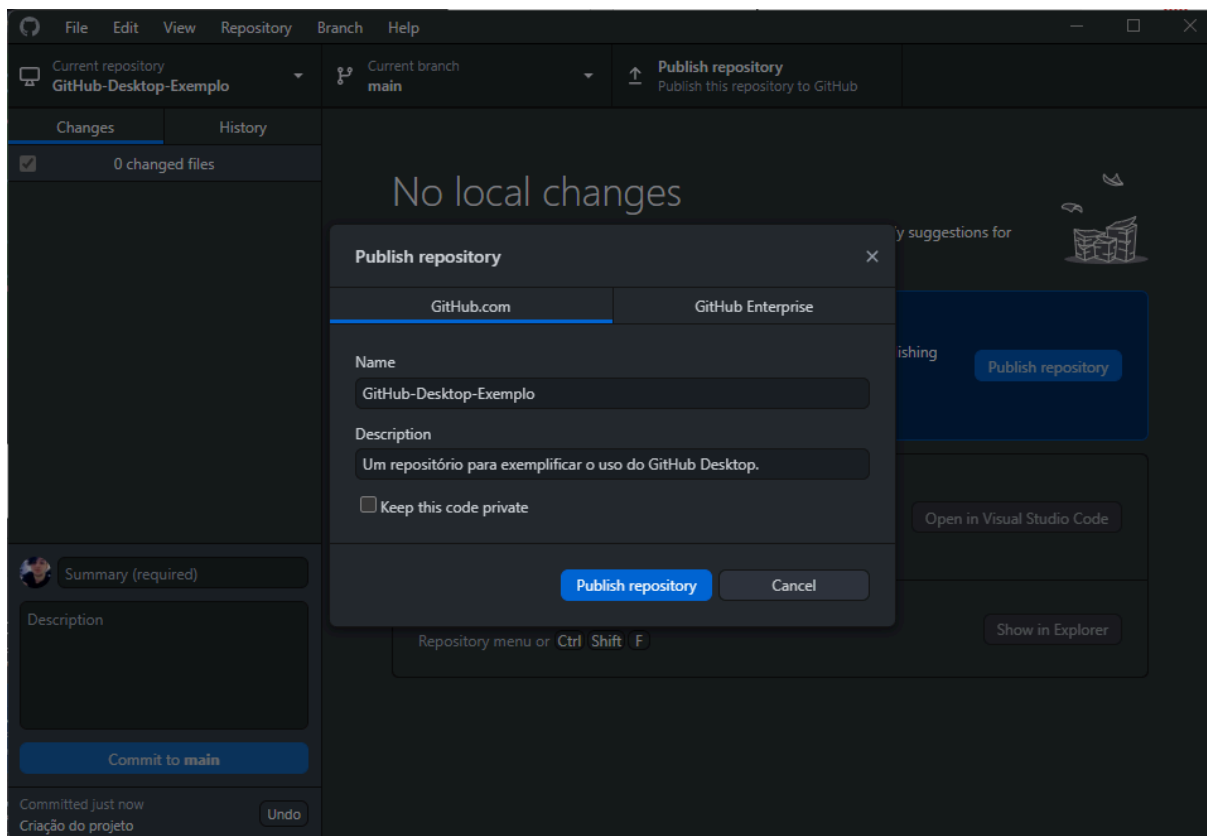 File Edit View Repository Branch Help
Current repository
GitHub-Desktop-Exemplo
Current branch
main
Publish repository
Publish this repository to GitHub
Changes History
0 changed files
No local changes
y suggestions for
Publish repository
GitHub.com GitHub Enterprise
ishing
Publish repository
Name
GitHub-Desktop-Exemplo
Description
Um repositório para exemplificar o uso do GitHub Desktop.
Keep this code private
Open in Visual Studio Code
Publish repository Cancel
Summary (required)
Description
Show in Explorer
Repository menu or Ctrl Shift F
Commit to main
Committed just now
Criação do projeto
Undo